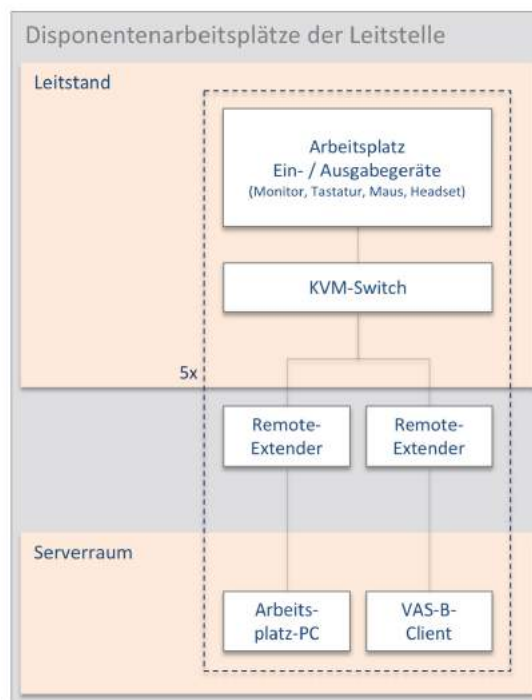 Disponentenarbeitsplätze der Leitstelle
Leitstand
Arbeitsplatz
Ein- / Ausgabegeräte
(Monitor, Tastatur, Maus, Headset)
KVM-Switch
5x
Remote-
Extender
Remote-
Extender
Serverraum
Arbeits-
platz-PC
VAS-B-
Client